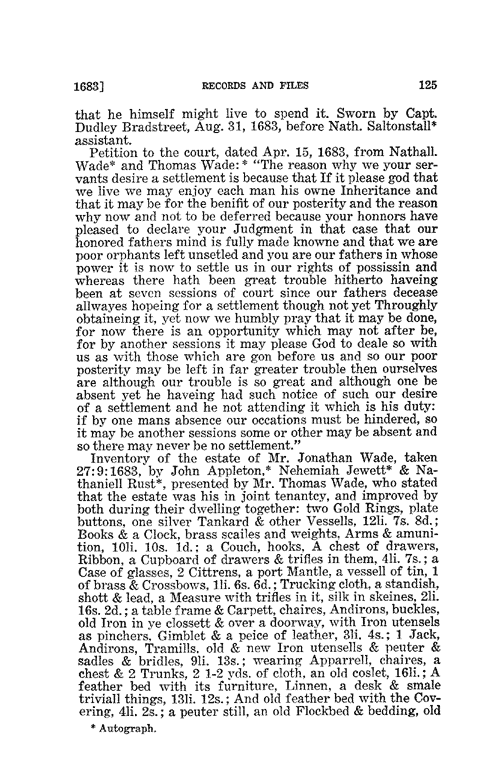 1683] RECORDS AND FILES 125
that he himself might live to spend it. Sworn by Capt.
Dudley Bradstreet, Aug. 31, 1683, before Nath. Saltonstall*
assistant.
Petition to the court, dated Apr. 15, 1683, from Nathall.
Wade* and Thomas Wade:* "The reason why we your ser-
vants desire a settlement is because that If it please god that
we live we may enjoy each man his owne Inheritance and
that it may be for the benifit of our posterity and the reason
why now and not to be deferred because your honnors have
pleased to declare your Judgment in that case that our
honored fathers mind is fully made knowne and that we are
poor orphants left unsetled and you are our fathers in whose
power it is now to settle us in our rights of possissin and
whereas there hath been great trouble hitherto haveing
been at seven sessions of court since our fathers decease
allwayes hopeing for a settlement though not yet Throughly
obtaineing it, yet now we humbly pray that it may be done,
for now there is an opportunity which may not after be,
for by another sessions it may please God to deale so with
us as with those which are gon before us and so our poor
posterity may be left in far greater trouble then ourselves
are although our trouble is so great and although one be
absent yet he haveing had such notice of such our desire
of a settlement and he not attending it which is his duty:
if by one mans absence our occations must be hindered, so
it may be another sessions some or other may be absent and
so there may never be no settlement."
Inventory of the estate of Mr. Jonathan Wade, taken
27:9:1683, by John Appleton,* Nehemiah Jewett* & Na-
thaniell Rust*, presented by Mr. Thomas Wade, who stated
that the estate was his in joint tenantcy, and improved by
both during their dwelling together: two Gold Rings, plate
buttons, one silver Tankard & other Vessells, 12li. 7s. 8d.;
Books & a Clock, brass scailes and weights, Arms & amuni-
tion, 10li. 10s. 1d.; a Couch, hooks, A chest of drawers,
Ribbon, a Cupboard of drawers & trifles in them, 4li. 7s.; a
Case of glasses, 2 Cittrens, a port Mantle, a vessell of tin, 1
of brass & Crossbows, 1li. 6s. 6d.; Trucking cloth, a standish,
shott & lead, a Measure with trifles in it, silk in skeines, 2li.
16s. 2d.; a table frame & Carpett, chaires, Andirons, buckles,
old Iron in ye clossett & over a doorway, with Iron utensels
as pinchers, Gimblet & a peice of leather, 3li. 4s.; 1 Jack,
Andirons, Tramills, old & new Iron utensells & peuter &
sadles & bridles, 9li. 13s.; wearing Apparrell, chaires, a
chest & 2 Trunks, 2 1-2 yds. of cloth, an old coslet, 16li.; A
feather bed with its furniture, Linnen, a desk & smale
triviall things, 13li. 12s.; And old feather bed with the Cov-
ering, 4li. 2s.; a peuter still, an old Flockbed & bedding, old
* Autograph.